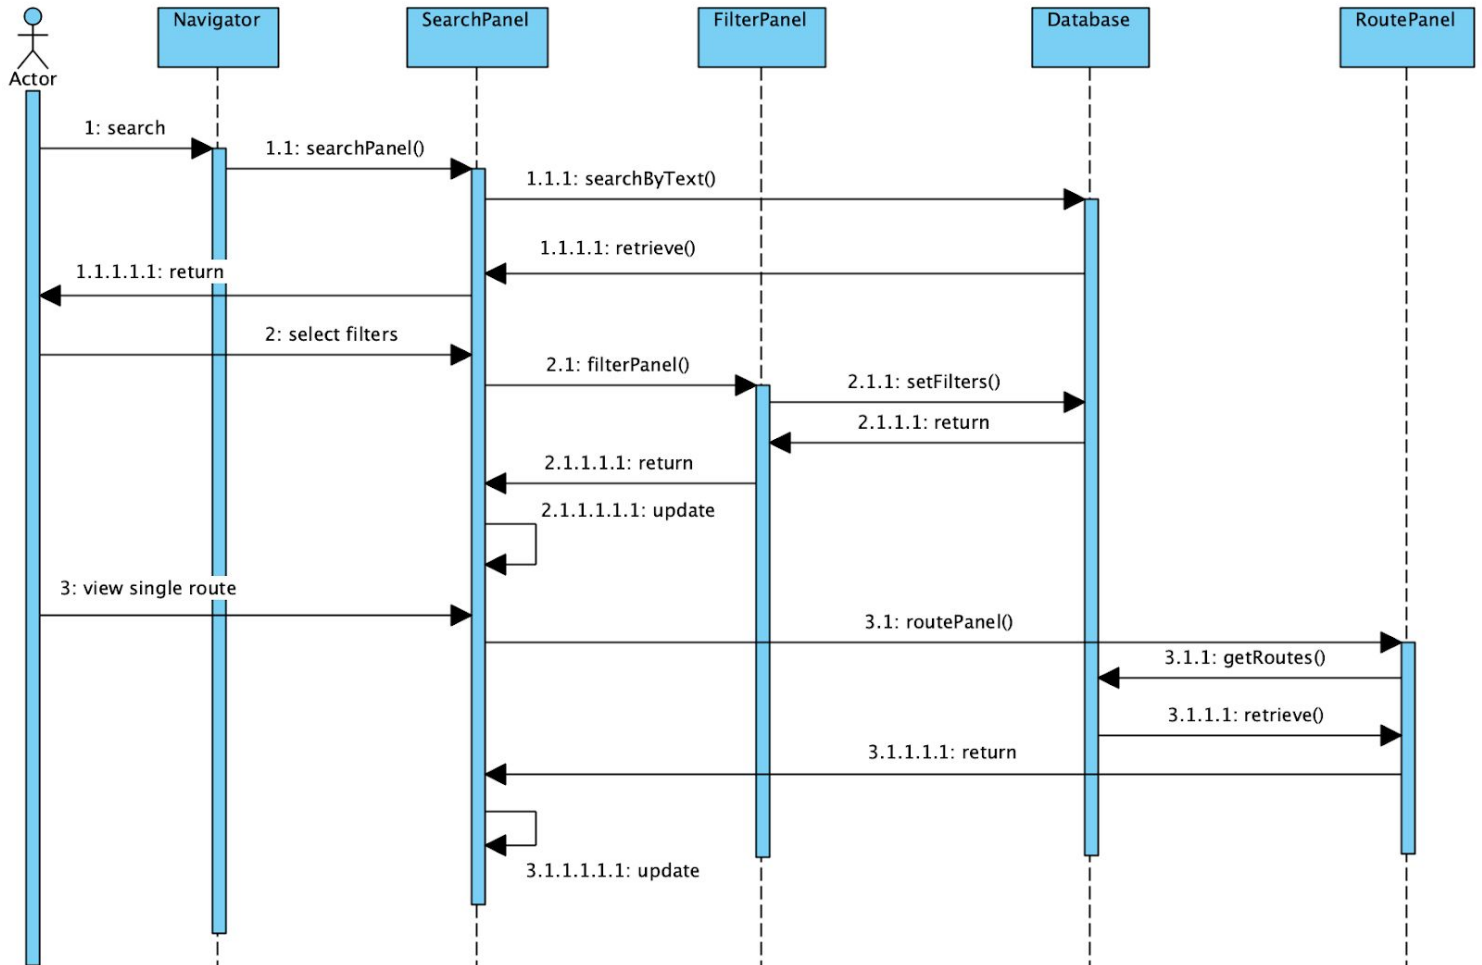 Navigator
SearchPanel
FilterPanel
Database
RoutePanel
Actor
1: search
1.1: searchPanel()
1.1.1: searchByText()
1.1.1.1: retrieve()
1.1.1.1.1: return
2: select filters
2.1: filterPanel()
2.1.1: setFilters()
2.1.1.1: return
2.1.1.1.1: return
2.1.1.1.1.1: update
3: view single route
3.1: routePanel()
3.1.1: getRoutes()
3.1.1.1: retrieve()
3.1.1.1.1: return
3.1.1.1.1.1: update